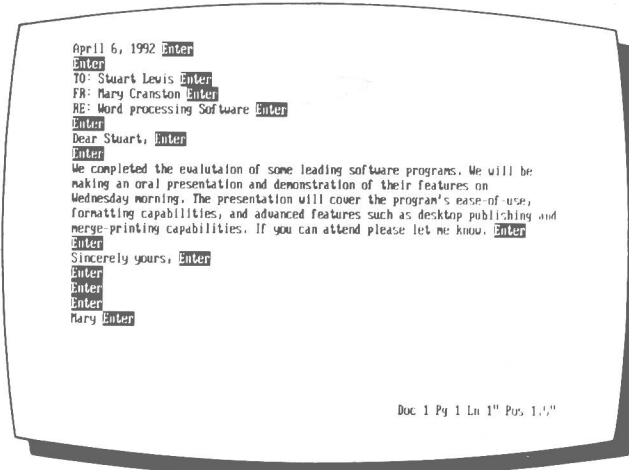 April 6, 1992 Enter
Enter
TO: Stuart Lewis Enter
FR: Mary Cranston Enter
RE: Word processing Software Enter
Enter
Dear Stuart, Enter
Enter
We completed the evalutaion of some leading software programs. We will be
making an oral presentation and demonstration of their features on
Wednesday morning. The presentation will cover the program's ease-of-use,
formatting capabilities, and advanced features such as desktop publishing and
merge-printing capabilities. If you can attend please let me know. Enter
Enter
Sincerely yours, Enter
Enter
Enter
Enter
Mary Enter
Doc 1 Pg 1 Ln 1" Pos